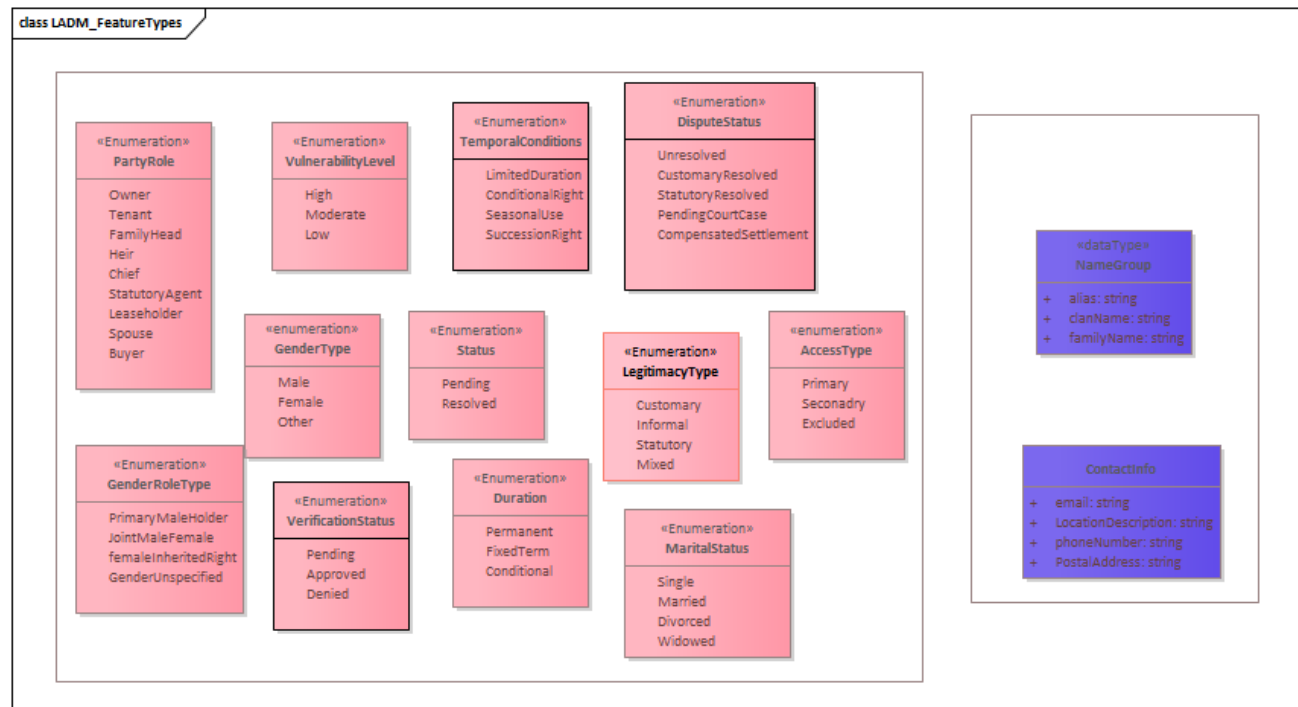 class LADM_FeatureTypes
«Enumeration»
PartyRole
Owner
Tenant
FamilyHead
Heir
Chief
StatutoryAgent
Leaseholder
Spouse
Buyer
«Enumeration»
VulnerabilityLevel
High
Moderate
Low
«Enumeration»
TemporalConditions
LimitedDuration
ConditionalRight
SeasonalUse
SuccessionRight
«Enumeration»
DisputeStatus
Unresolved
CustomaryResolved
StatutoryResolved
PendingCourtCase
CompensatedSettlement
«enumeration»
GenderType
Male
Female
Other
«Enumeration»
Status
Pending
Resolved
«Enumeration»
LegitimacyType
Customary
Informal
Statutory
Mixed
«enumeration»
AccessType
Primary
Seconadry
Excluded
«Enumeration»
GenderRoleType
PrimaryMaleHolder
JointMaleFemale
femaleInheritedRight
GenderUnspecified
«Enumeration»
VerificationStatus
Pending
Approved
Denied
«Enumeration»
Duration
Permanent
FixedTerm
Conditional
«Enumeration»
MaritalStatus
Single
Married
Divorced
Widowed
«dataType»
NameGroup
+ alias: string
+ clanName: string
+ familyName: string
ContactInfo
+ email: string
+ LocationDescription: string
+ phoneNumber: string
+ PostalAddress: string